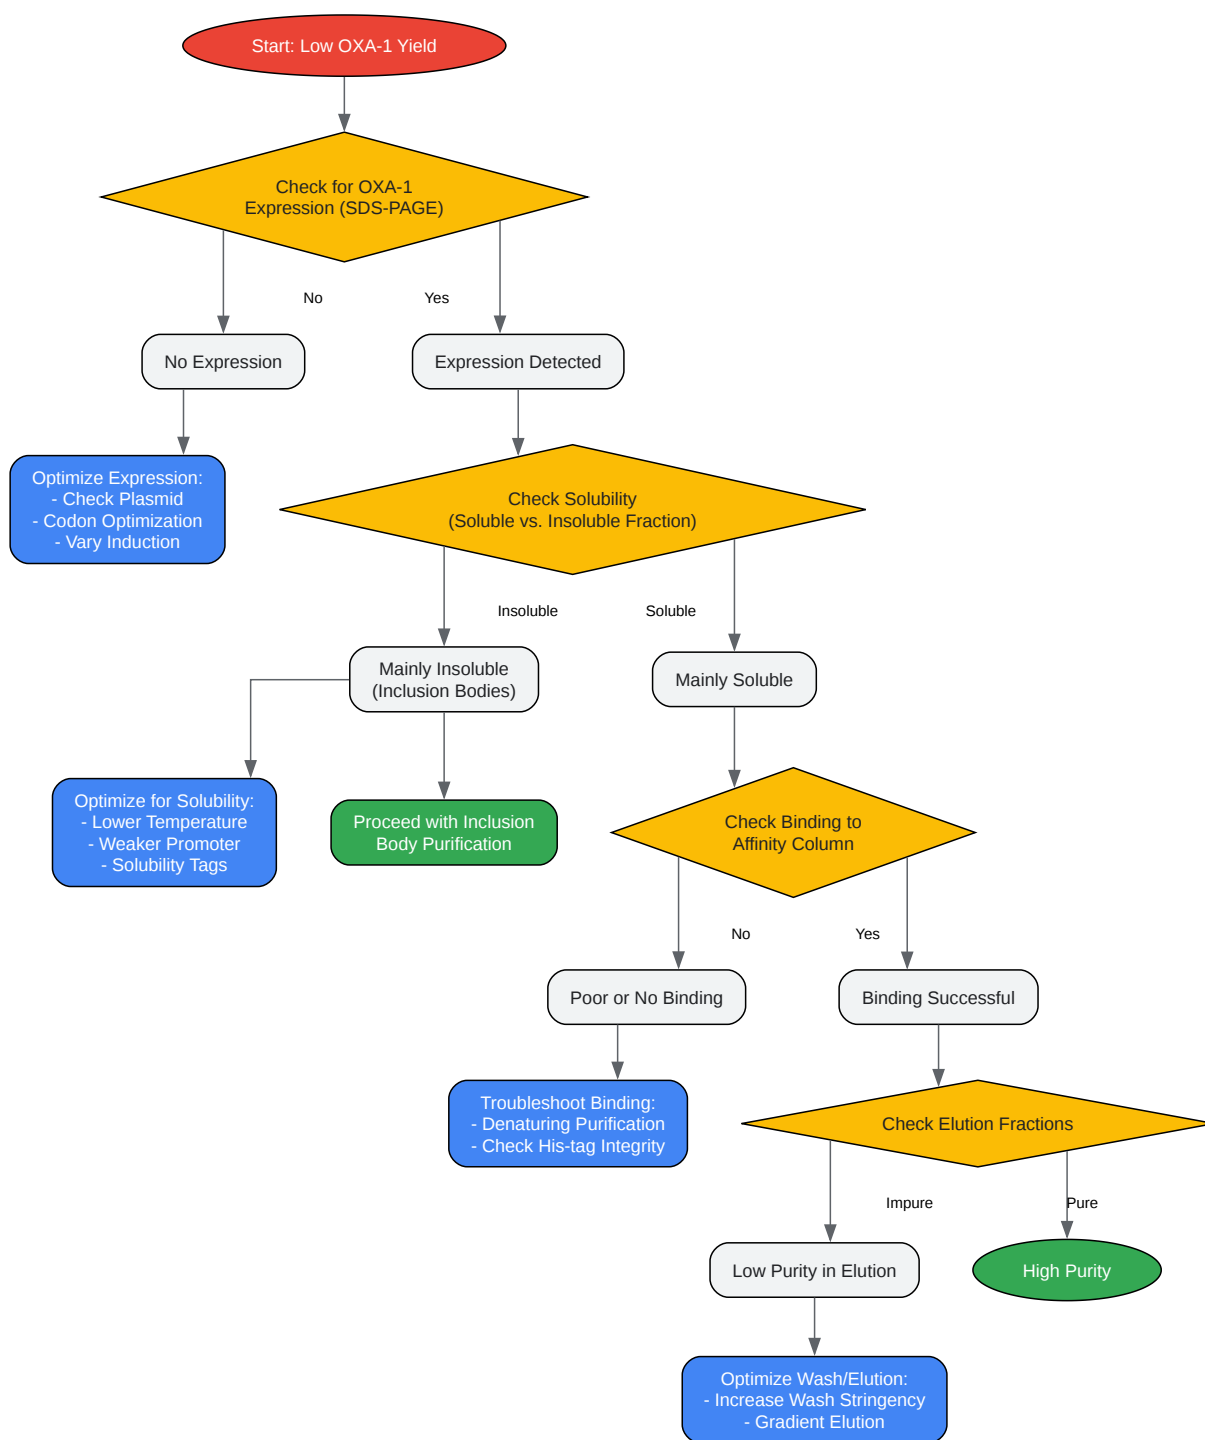 Start: Low OXA-1 Yield
Check for OXA-1
Expression (SDS-PAGE)
No
Yes
No Expression
Expression Detected
Optimize Expression:
- Check Plasmid
- Codon Optimization
- Vary Induction
Check Solubility
(Soluble vs. Insoluble Fraction)
Insoluble
Soluble
Mainly Insoluble
(Inclusion Bodies)
Mainly Soluble
Optimize for Solubility:
- Lower Temperature
- Weaker Promoter
- Solubility Tags
Proceed with Inclusion
Body Purification
Check Binding to
Affinity Column
No
Yes
Poor or No Binding
Binding Successful
Troubleshoot Binding:
- Denaturing Purification
- Check His-tag Integrity
Check Elution Fractions
Impure
Pure
Low Purity in Elution
High Purity
Optimize Wash/Elution:
- Increase Wash Stringency
- Gradient Elution